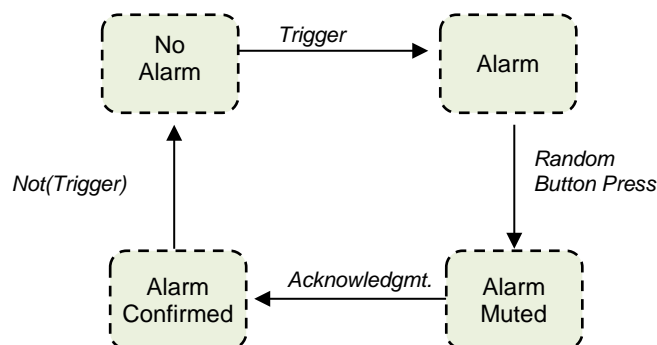 No
Alarm
Trigger
Alarm
Random
Button Press
Not(Trigger)
Alarm
Confirmed
Acknowledgmt.
Alarm
Muted